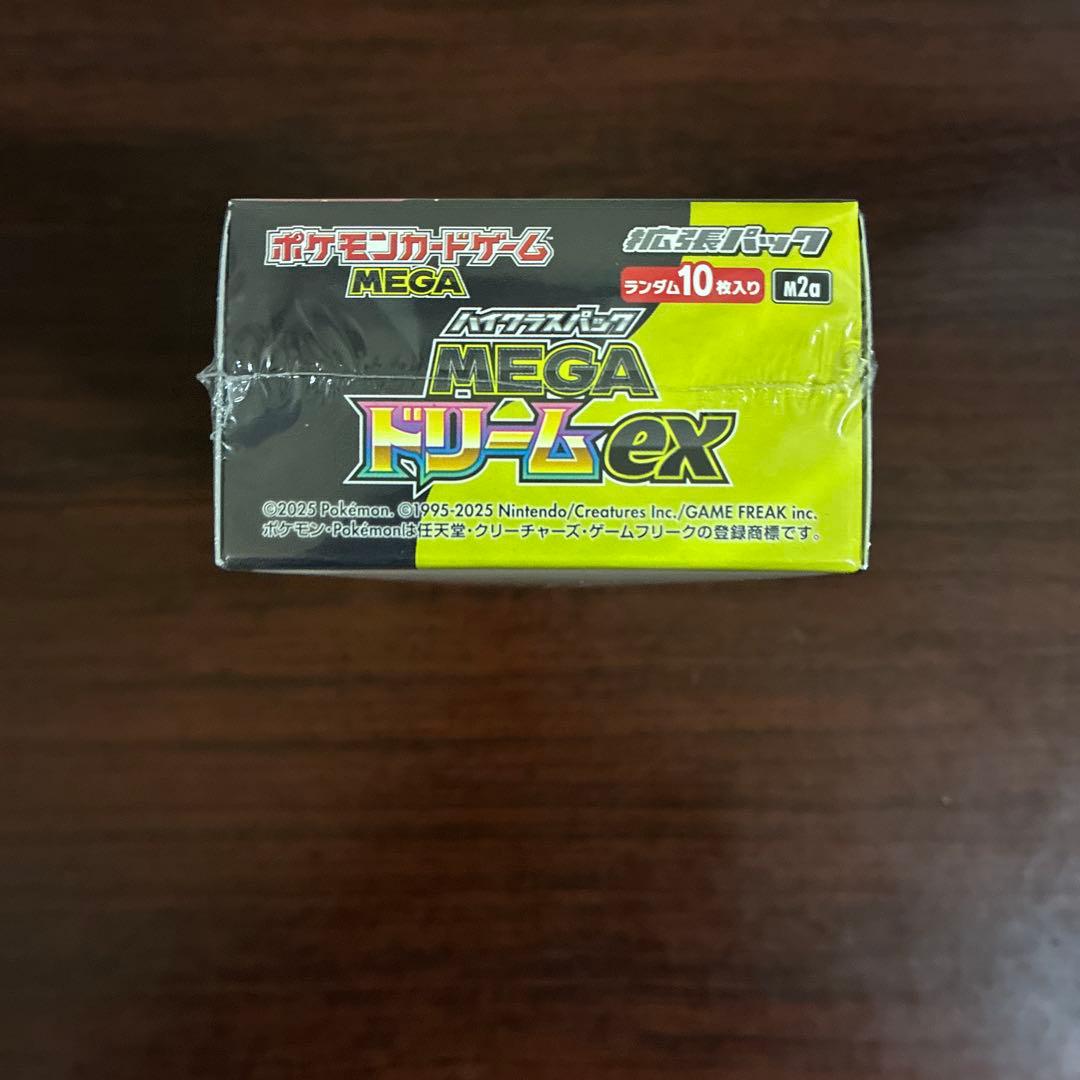 ポケモンカードゲーム
MEGA
拡張パック
ランダム10枚入り M2a
ハイクラスパック
MEGA
ドリームex
©2025 Pokémon. ©1995-2025 Nintendo/Creatures Inc./GAME FREAK inc.
ポケモン・Pokémonは任天堂・クリーチャーズ・ゲームフリークの登録商標です。